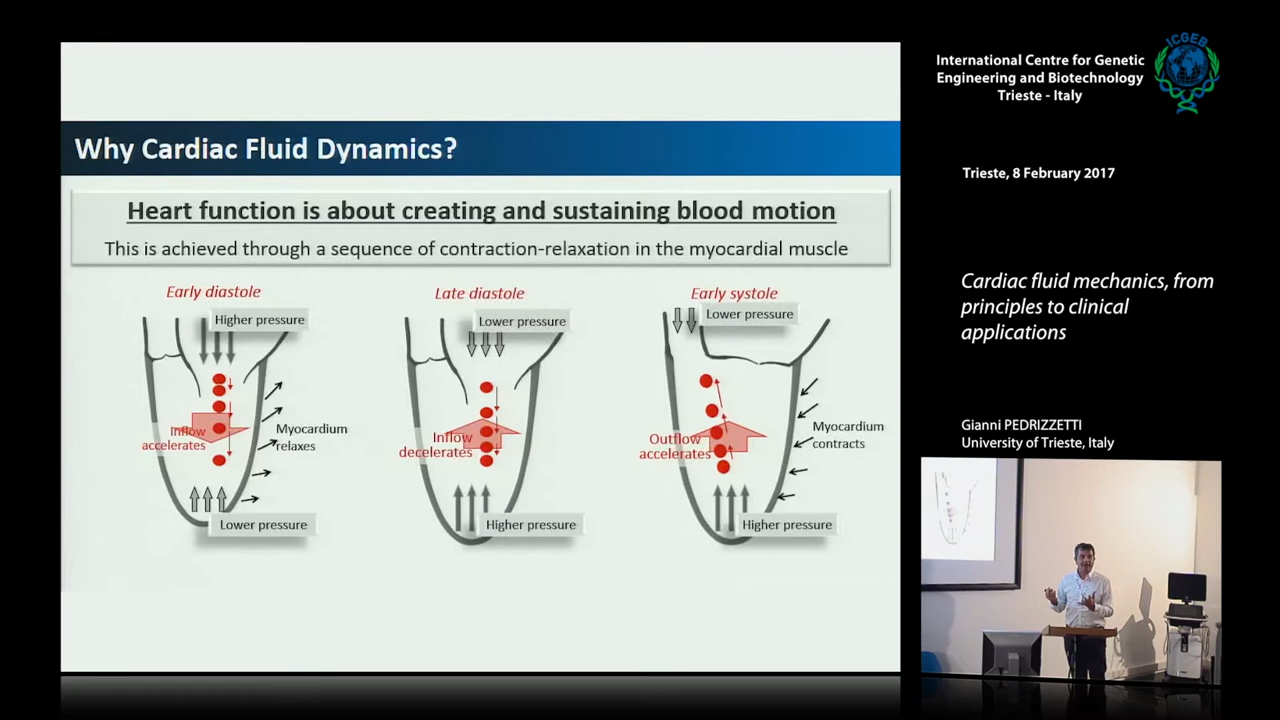 Why Cardiac Fluid Dynamics?
Heart function is about creating and sustaining blood motion
This is achieved through a sequence of contraction-relaxation in the myocardial muscle
Early diastole
Higher pressure
Inflow
accelerates
Myocardium
relaxes
Lower pressure
Late diastole
Lower pressure
Inflow
decelerates
Higher pressure
Early systole
Lower pressure
Outflow
accelerates
Myocardium
contracts
Higher pressure
International Centre for Genetic
Engineering and Biotechnology
Trieste - Italy
ICGEB
Trieste, 8 February 2017
Cardiac fluid mechanics, from
principles to clinical
applications
Gianni PEDRIZZETTI
University of Trieste, Italy